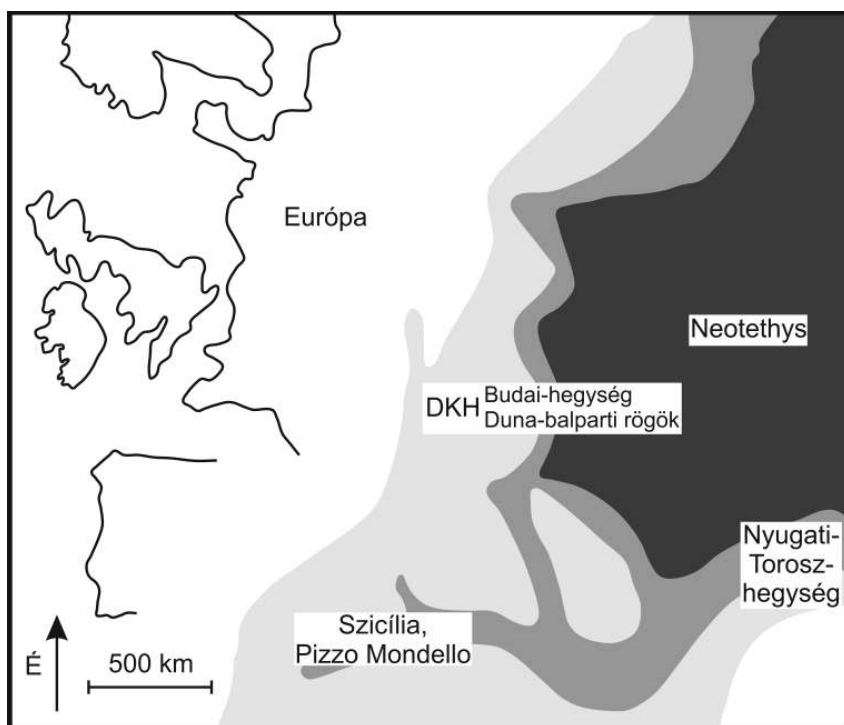 Európa
Neotethys
DKH Budai-hegység
Duna-balparti rögök
Nyugati-
Torosz-
hegység
Szicília,
Pizzo Mondello
É
500 km